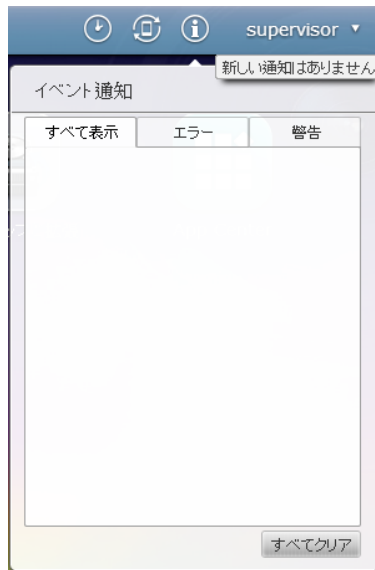 supervisor ▼
新しい通知はありません
イベント通知
すべて表示 エラー 警告
すべてクリア